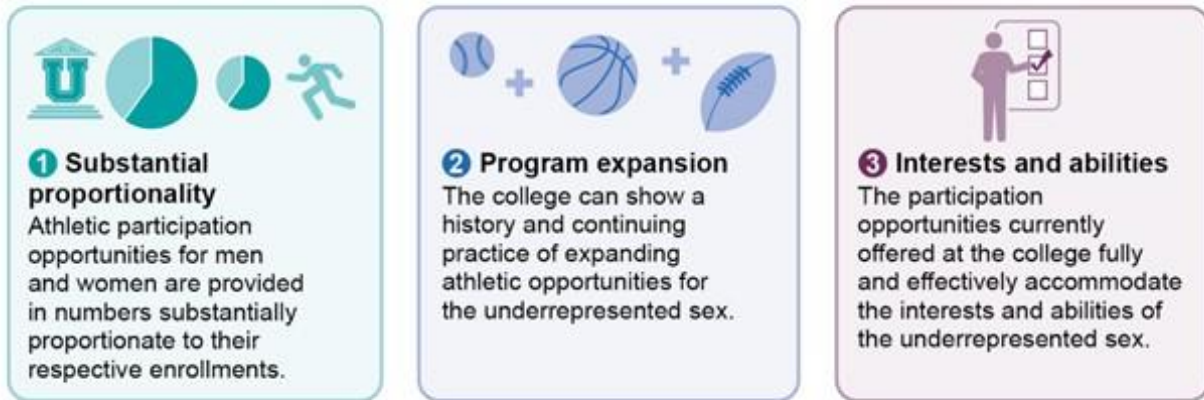 U
1 Substantial
proportionality
Athletic participation
opportunities for men
and women are provided
in numbers substantially
proportionate to their
respective enrollments.
2 Program expansion
The college can show a
history and continuing
practice of expanding
athletic opportunities for
the underrepresented sex.
3 Interests and abilities
The participation
opportunities currently
offered at the college fully
and effectively accommodate
the interests and abilities of
the underrepresented sex.